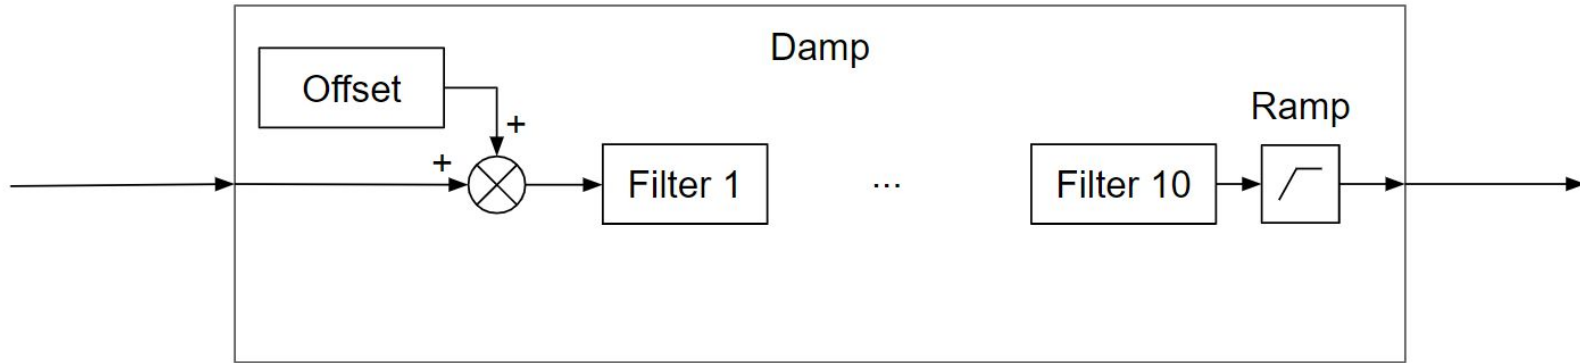 Damp
Offset
Ramp
+
+
Filter 1
...
Filter 10